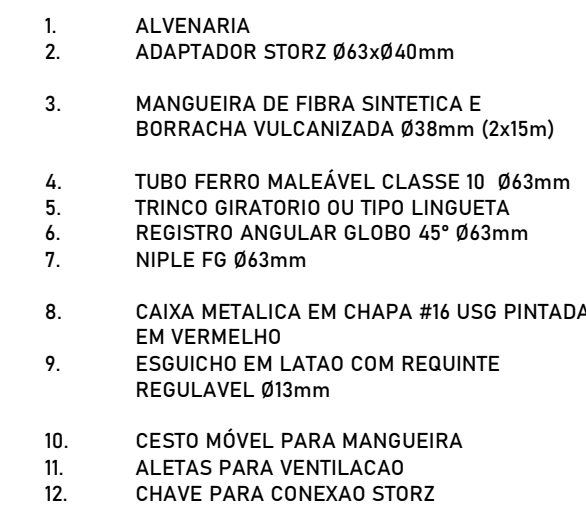 1. ALVENARIA
2. ADAPTADOR STORZ Ø63xØ40mm
3. MANGUEIRA DE FIBRA SINTETICA E
BORRACHA VULCANIZADA Ø38mm (2x15m)
4. TUBO FERRO MALEÁVEL CLASSE 10 Ø63mm
5. TRINCO GIRATORIO OU TIPO LINGUETA
6. REGISTRO ANGULAR GLOBO 45° Ø63mm
7. NIPLE FG Ø63mm
8. CAIXA METALICA EM CHAPA #16 USG PINTADA
EM VERMELHO
9. ESGUICHO EM LATAO COM REQUINTE
REGULAVEL Ø13mm
10. CESTO MÓVEL PARA MANGUEIRA
11. ALETAS PARA VENTILACAO
12. CHAVE PARA CONEXAO STORZ